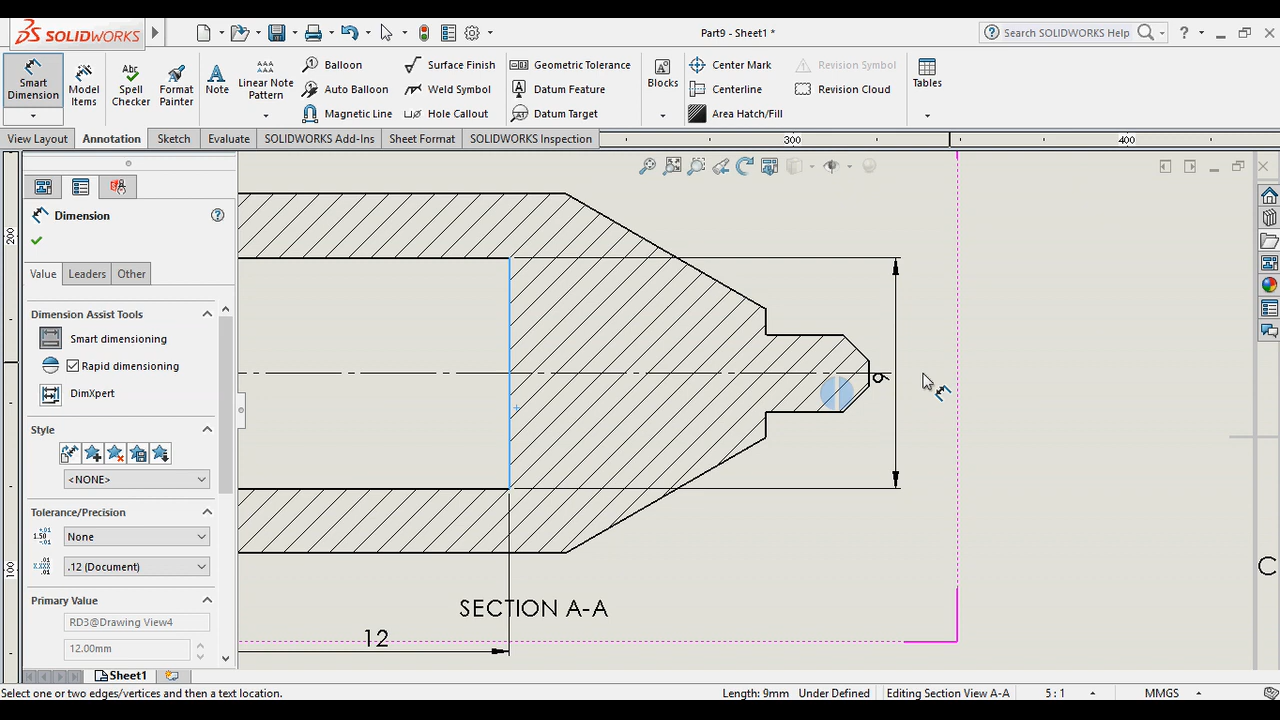 SOLIDWORKS
Part9 - Sheet1 *
Search SOLIDWORKS Help
?
Smart Dimension
Model Items
Abc
Spell Checker
Format Painter
Note
Linear Note Pattern
Balloon
Auto Balloon
Magnetic Line
Surface Finish
Weld Symbol
Hole Callout
Geometric Tolerance
Datum Feature
Datum Target
Blocks
Center Mark
Centerline
Area Hatch/Fill
Revision Symbol
Revision Cloud
Tables
View Layout
Annotation
Sketch
Evaluate
SOLIDWORKS Add-Ins
Sheet Format
SOLIDWORKS Inspection
300
400
200
100
Dimension
?
Value
Leaders
Other
Dimension Assist Tools
Smart dimensioning
Rapid dimensioning
DimXpert
Style
<NONE>
Tolerance/Precision
None
.12 (Document)
Primary Value
RD3@Drawing View4
12.00mm
9
SECTION A-A
12
C
Sheet1
Select one or two edges/vertices and then a text location.
Length: 9mm
Under Defined
Editing Section View A-A
5 : 1
MMGS